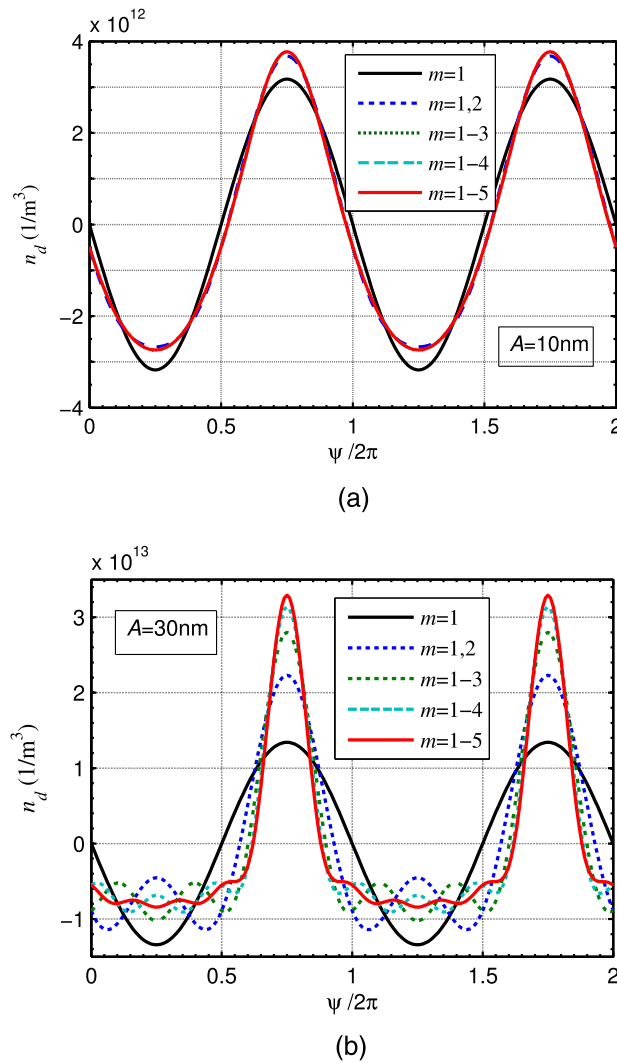 x 10^12
4
2
0
−2
−4
n_d (1/m^3)
m=1
m=1,2
m=1−3
m=1−4
m=1−5
A=10nm
0 0.5 1 1.5 2
ψ /2π
(a)
x 10^13
3
2
1
0
−1
n_d (1/m^3)
A=30nm
m=1
m=1,2
m=1−3
m=1−4
m=1−5
0 0.5 1 1.5 2
ψ /2π
(b)